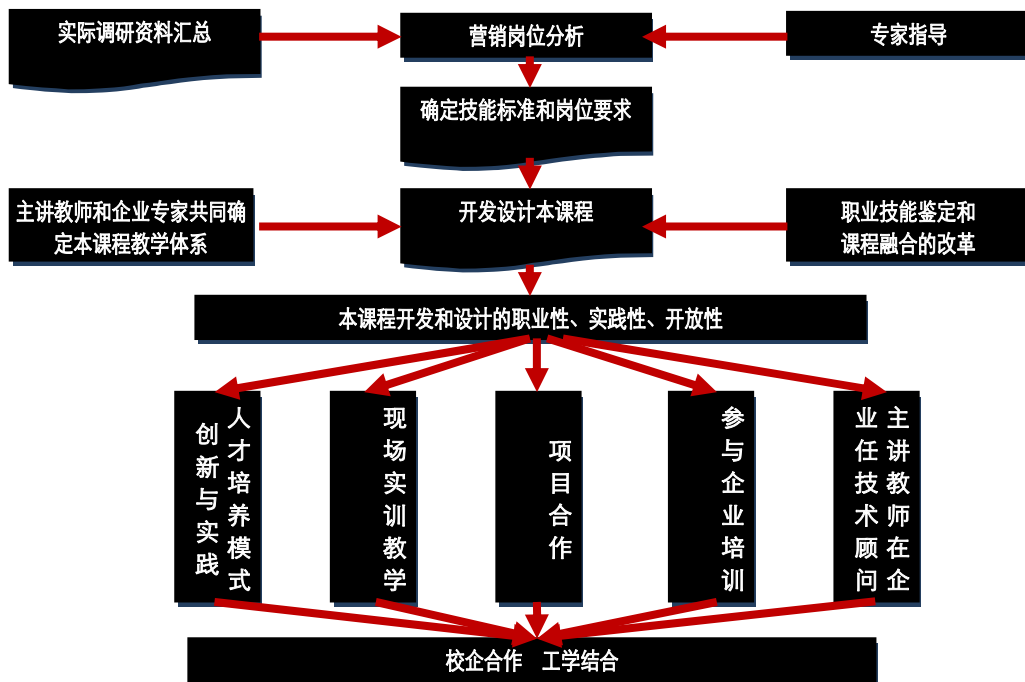 实际调研资料汇总
营销岗位分析
专家指导
确定技能标准和岗位要求
主讲教师和企业专家共同确
定本课程教学体系
开发设计本课程
职业技能鉴定和
课程融合的改革
本课程开发和设计的职业性、实践性、开放性
人才培养模式
创新与实践
现场实训教学
项目合作
参与企业培训
主讲教师在企
业任技术顾问
校企合作　工学结合